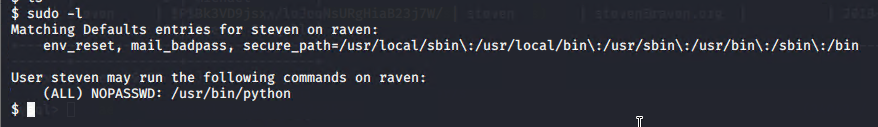 $ sudo -l
Matching Defaults entries for steven on raven:
env_reset, mail_badpass, secure_path=/usr/local/sbin\:/usr/local/bin\:/usr/sbin\:/usr/bin\:/sbin\:/bin
User steven may run the following commands on raven:
(ALL) NOPASSWD: /usr/bin/python
$